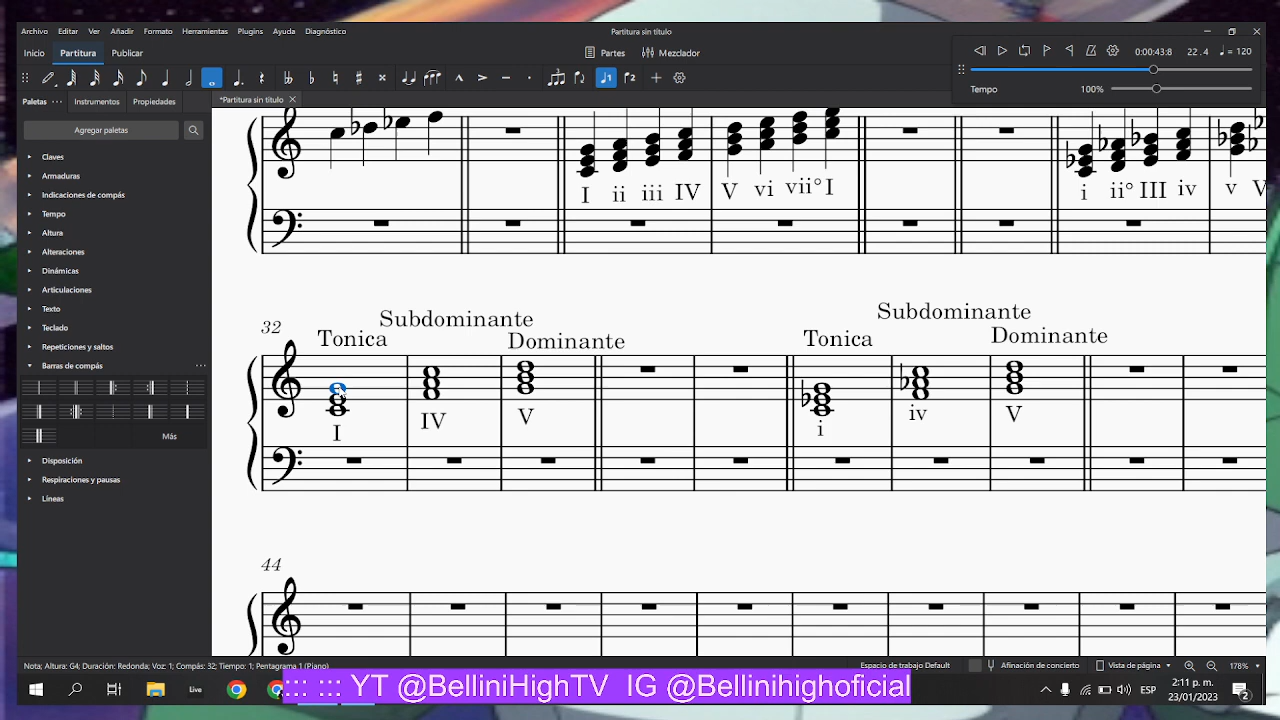 Archivo Editar Ver Añadir Formato Herramientas Plugins Ayuda Diagnóstico
Partitura sin título
Inicio Partitura Publicar
Partes Mezclador
0:00:43:8 22 . 4 = 120
Tempo 100%
Paletas Instrumentos Propiedades
*Partitura sin título
Agregar paletas
Claves
Armaduras
Indicaciones de compás
Tempo
Altura
Alteraciones
Dinámicas
Articulaciones
Texto
Teclado
Repeticiones y saltos
Barras de compás
Más
Disposición
Respiraciones y pausas
Líneas
I ii iii IV V vi vii° I i ii° III iv v
32
Tonica Subdominante Dominante Tonica Subdominante Dominante
I IV V i iv V
44
Nota; Altura: G4; Duración: Redonda; Voz: 1; Compás: 32; Tiempo: 1; Pentagrama 1 (Piano)
Espacio de trabajo Default Afinación de concierto Vista de página 178%
Live
::: ::: YT @BelliniHighTV IG @Bellinihighoficial
ESP
2:11 p. m.
23/01/2023
2